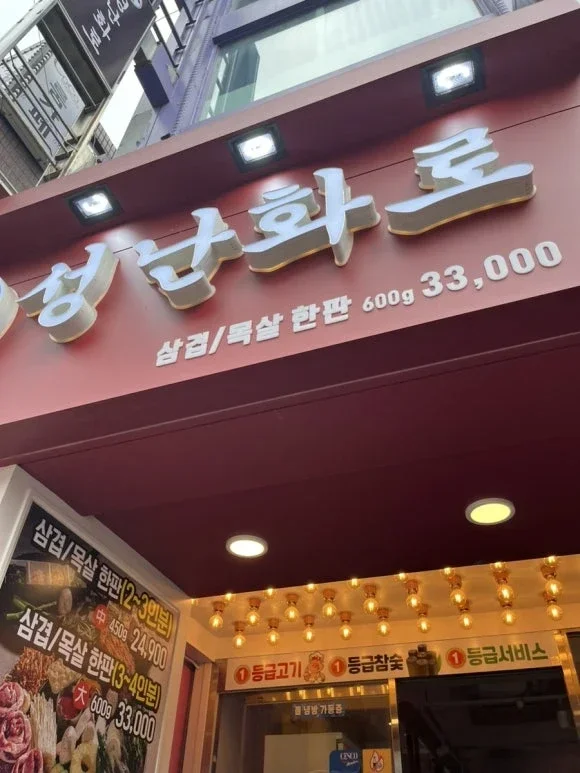 성난화로
삼겹/목살 한판 600g 33,000
삼겹/목살 한판(2~3인분)
中 450g 24,900
삼겹/목살 한판(3~4인분)
大 600g 33,000
1 등급고기 1 등급참숯 1 등급서비스
냉방가동중
CESCO